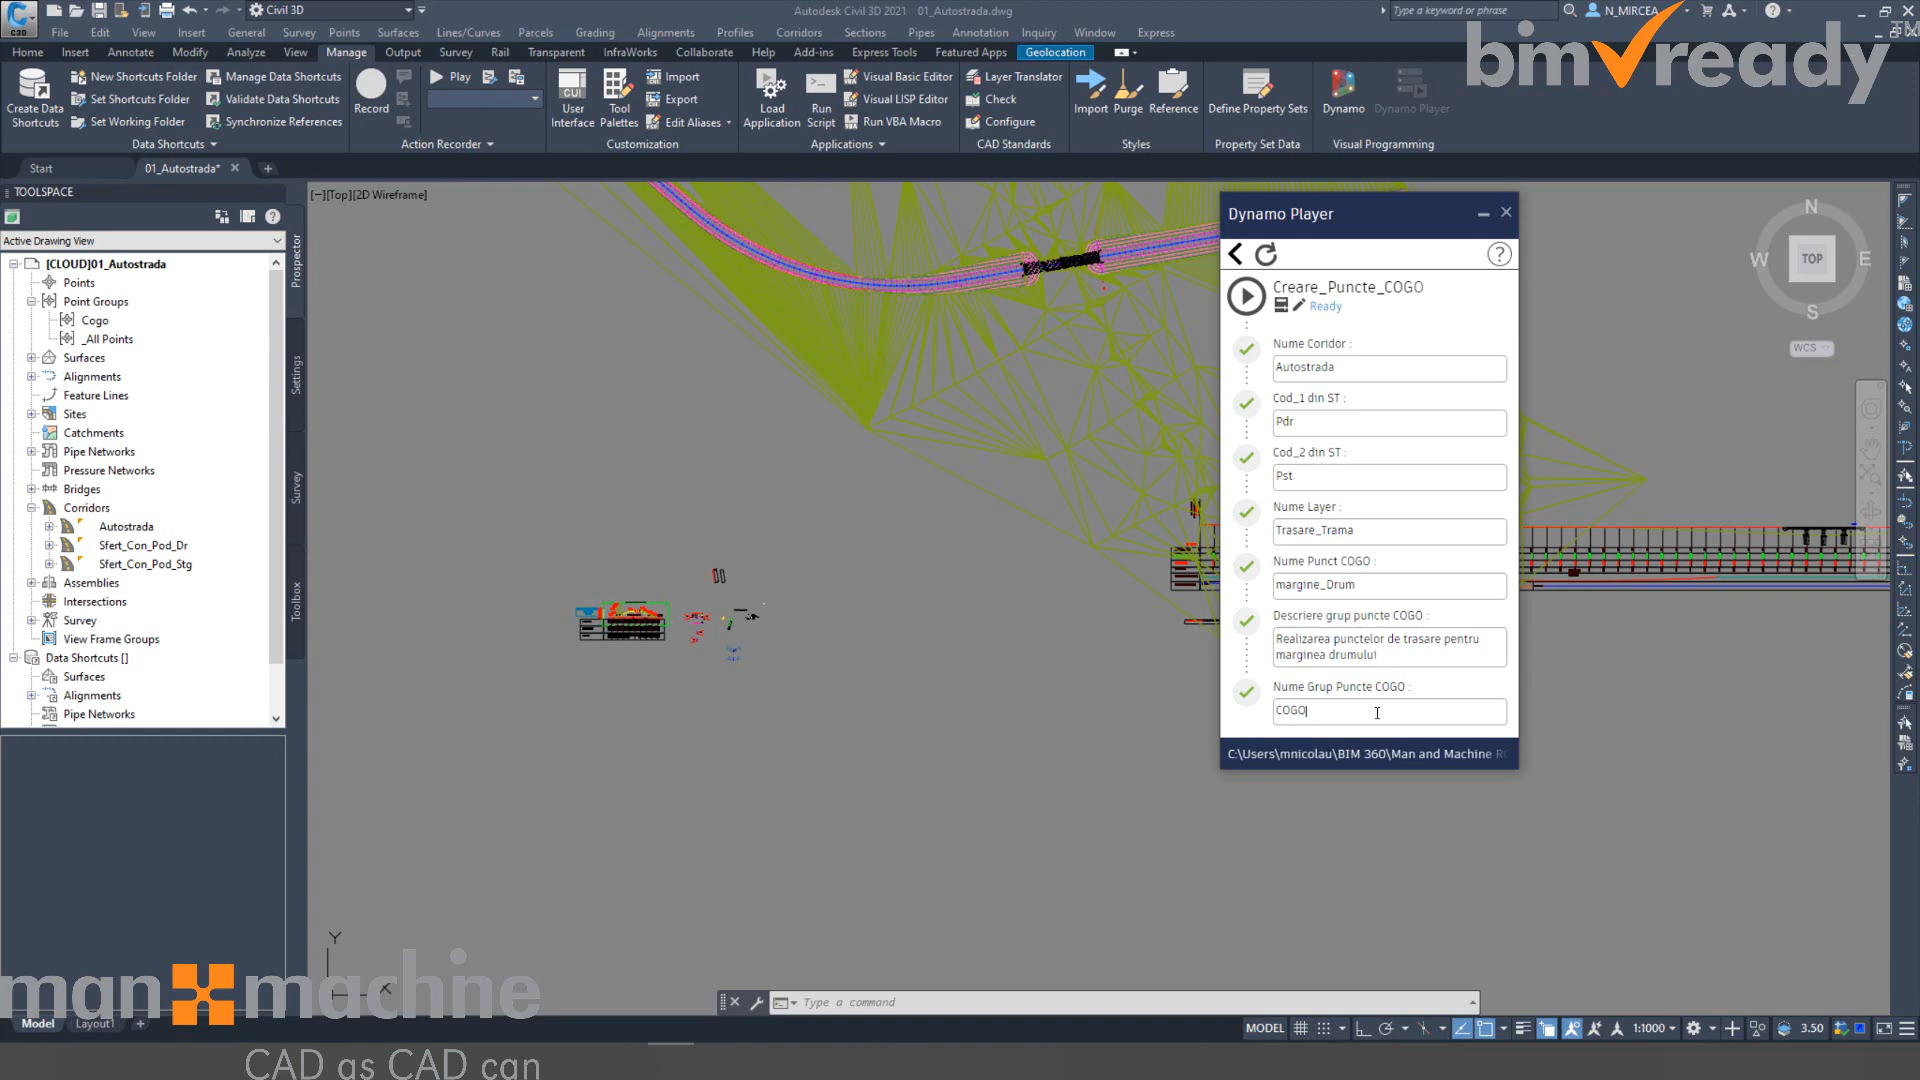 Civil 3D
Autodesk Civil 3D 2021 01_Autostrada.dwg
Type a keyword or phrase
N_MIRCEA
File Edit View Insert General Survey Points Surfaces Lines/Curves Parcels Grading Alignments Profiles Corridors Sections Pipes Annotation Inquiry Window Express
Home Insert Annotate Modify Analyze View Manage Output Survey Rail Transparent InfraWorks Collaborate Help Add-ins Express Tools Featured Apps Geolocation
bim ready
TM
Create Data Shortcuts
New Shortcuts Folder
Set Shortcuts Folder
Set Working Folder
Manage Data Shortcuts
Validate Data Shortcuts
Synchronize References
Data Shortcuts
Record
Play
Action Recorder
CUI
User Interface
Tool Palettes
Import
Export
Edit Aliases
Customization
Load Application
Run Script
Visual Basic Editor
Visual LISP Editor
Run VBA Macro
Applications
Layer Translator
Check
Configure
CAD Standards
Import
Purge
Reference
Styles
Define Property Sets
Property Set Data
Dynamo
Dynamo Player
Visual Programming
Start
01_Autostrada*
TOOLSPACE
Active Drawing View
[CLOUD]01_Autostrada
Points
Point Groups
Cogo
_All Points
Surfaces
Alignments
Feature Lines
Sites
Catchments
Pipe Networks
Pressure Networks
Bridges
Corridors
Autostrada
Sfert_Con_Pod_Dr
Sfert_Con_Pod_Stg
Assemblies
Intersections
Survey
View Frame Groups
Data Shortcuts []
Surfaces
Alignments
Pipe Networks
Prospector
Settings
Survey
Toolbox
[−][Top][2D Wireframe]
Dynamo Player
Creare_Puncte_COGO
Ready
Nume Coridor :
Autostrada
Cod_1 din ST :
Pdr
Cod_2 din ST :
Pst
Nume Layer :
Trasare_Trama
Nume Punct COGO :
margine_Drum
Descriere grup puncte COGO :
Realizarea punctelor de trasare pentru
marginea drumului
Nume Grup Puncte COGO :
COGO
C:\Users\mnicolau\BIM 360\Man and Machine R
N
W TOP E
S
WCS
Y
X
man machine
CAD as CAD can
Type a command
Model Layout1
MODEL
1:1000
3.50